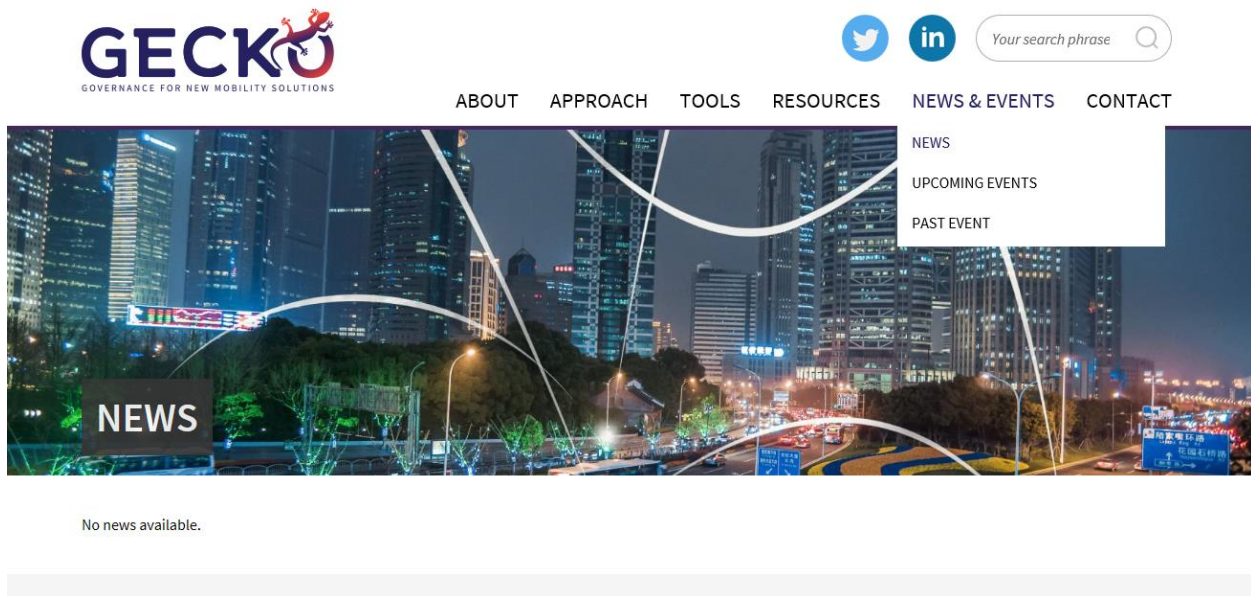 GECKO
GOVERNANCE FOR NEW MOBILITY SOLUTIONS
in
Your search phrase
ABOUT APPROACH TOOLS RESOURCES NEWS & EVENTS CONTACT
NEWS
UPCOMING EVENTS
PAST EVENT
NEWS
No news available.